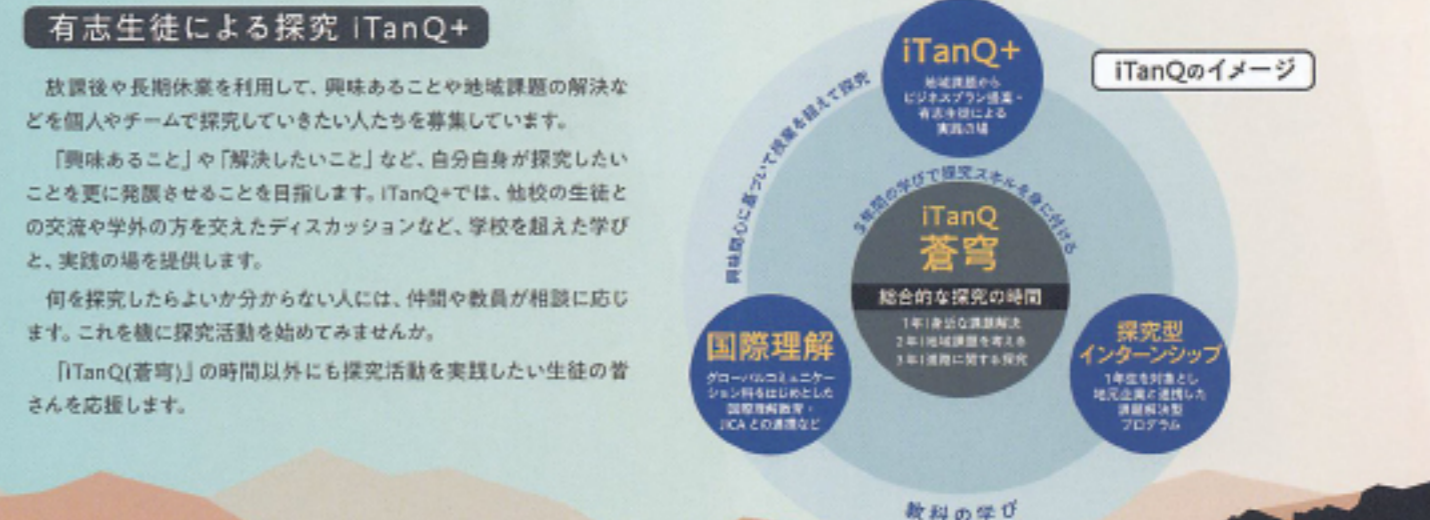 有志生徒による探究 iTanQ+
放課後や長期休業を利用して、興味あることや地域課題の解決な
どを個人やチームで探究していきたい人たちを募集しています。
「興味あること」や「解決したいこと」など、自分自身が探究したい
ことを更に発展させることを目指します。iTanQ+では、他校の生徒と
の交流や学外の方を交えたディスカッションなど、学校を超えた学び
と、実践の場を提供します。
何を探究したらよいか分からない人には、仲間や教員が相談に応じ
ます。これを機に探究活動を始めてみませんか。
「iTanQ(蒼穹)」の時間以外にも探究活動を実践したい生徒の皆
さんを応援します。
iTanQのイメージ
iTanQ+
地域課題から
ビジネスプラン提案・
有志生徒による
実践の場
興味関心に基づいて授業を超えて探究
3年間の学びで探究スキルを身に付ける
iTanQ
蒼穹
総合的な探究の時間
1年|身近な課題解決
2年|地域課題を考える
3年|進路に関する探究
国際理解
グローバルコミュニケー
ション科をはじめとした
国際理解教育・
JICAとの連携など
探究型
インターンシップ
1年生を対象とし
地元企業と連携した
課題解決型
プログラム
教科の学び